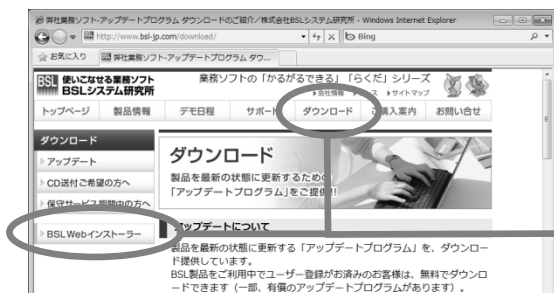 弊社業務ソフト-アップデートプログラム ダウンロードのご紹介／株式会社BSLシステム研究所 - Windows Internet Explorer
http://www.bsl-jp.com/download/
Bing
お気に入り
弊社業務ソフト-アップデートプログラム ダウ...
BSL 使いこなせる業務ソフト
BSLシステム研究所
業務ソフトの「かるがるできる」「らくだ」シリーズ
会社情報
サイトマップ
トップページ 製品情報 デモ日程 サポート ダウンロード ご購入案内 お問い合せ
ダウンロード
アップデート
CD送付ご希望の方へ
保守サービス期間中の方へ
BSL Webインストーラー
ダウンロード
製品を最新の状態に更新するための
「アップデートプログラム」をご提供!!
アップデートについて
製品を最新の状態に更新する「アップデートプログラム」を、ダウンロー
ド提供しています。
BSL製品をご利用中でユーザー登録がお済みのお客様は、無料でダウンロ
ードできます（一部、有償のアップデートプログラムがあります）。